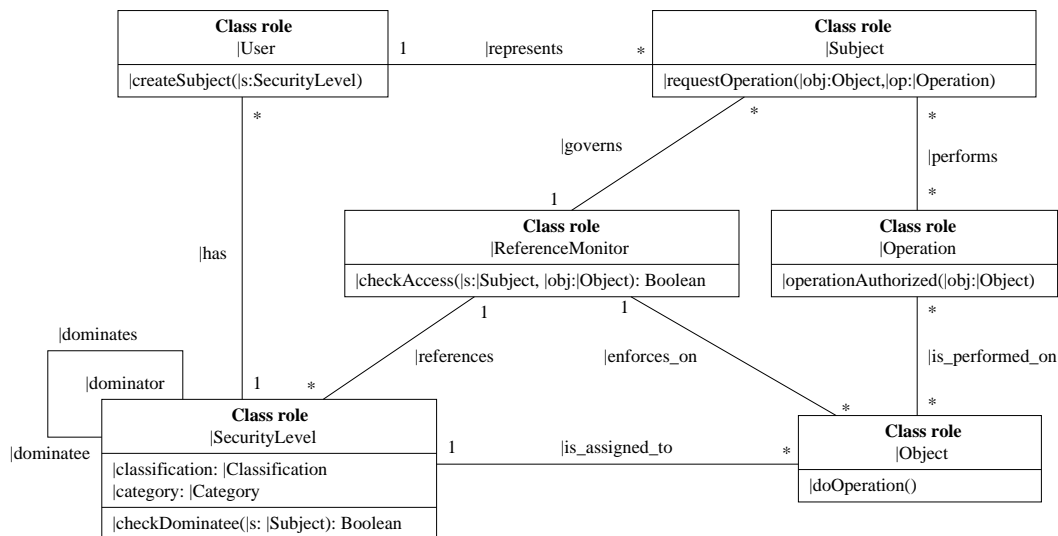 Class role
|User
|createSubject(|s:SecurityLevel)
1
|represents
*
Class role
|Subject
|requestOperation(|obj:Object,|op:|Operation)
*
*
*
|governs
|performs
1
*
Class role
|ReferenceMonitor
|checkAccess(|s:|Subject, |obj:|Object): Boolean
Class role
|Operation
|operationAuthorized(|obj:|Object)
|has
1
1
*
|dominates
|references
|enforces_on
|is_performed_on
|dominator
1
*
*
*
Class role
|SecurityLevel
|classification: |Classification
|category: |Category
|checkDominatee(|s: |Subject): Boolean
|dominatee
1
|is_assigned_to
*
Class role
|Object
|doOperation()